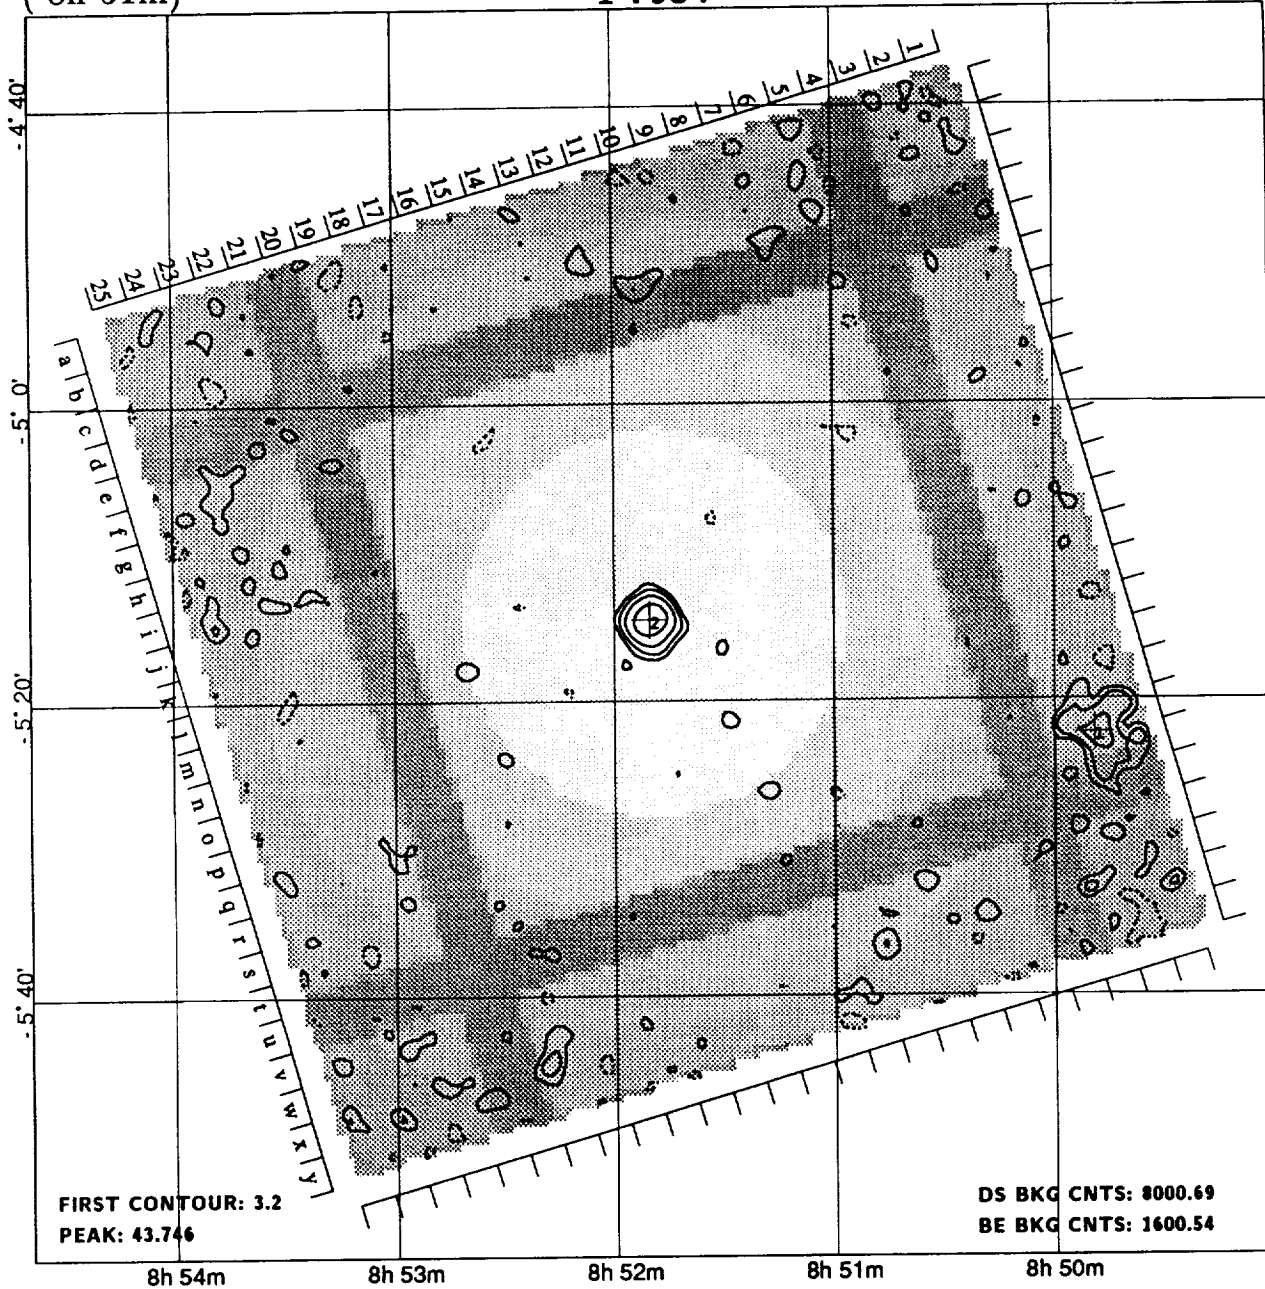 1 2 3 4 5 6 7 8 9 10 11 12 13 14 15 16 17 18 19 20 21 22 23 24 25
- 4° 40'
- 5° 0'
- 5° 20'
- 5° 40'
a b c d e f g h i j k l m n o p q r s t u v w x y
2
1
FIRST CONTOUR: 3.2
PEAK: 43.746
DS BKG CNTS: 8000.69
BE BKG CNTS: 1600.54
8h 54m 8h 53m 8h 52m 8h 51m 8h 50m